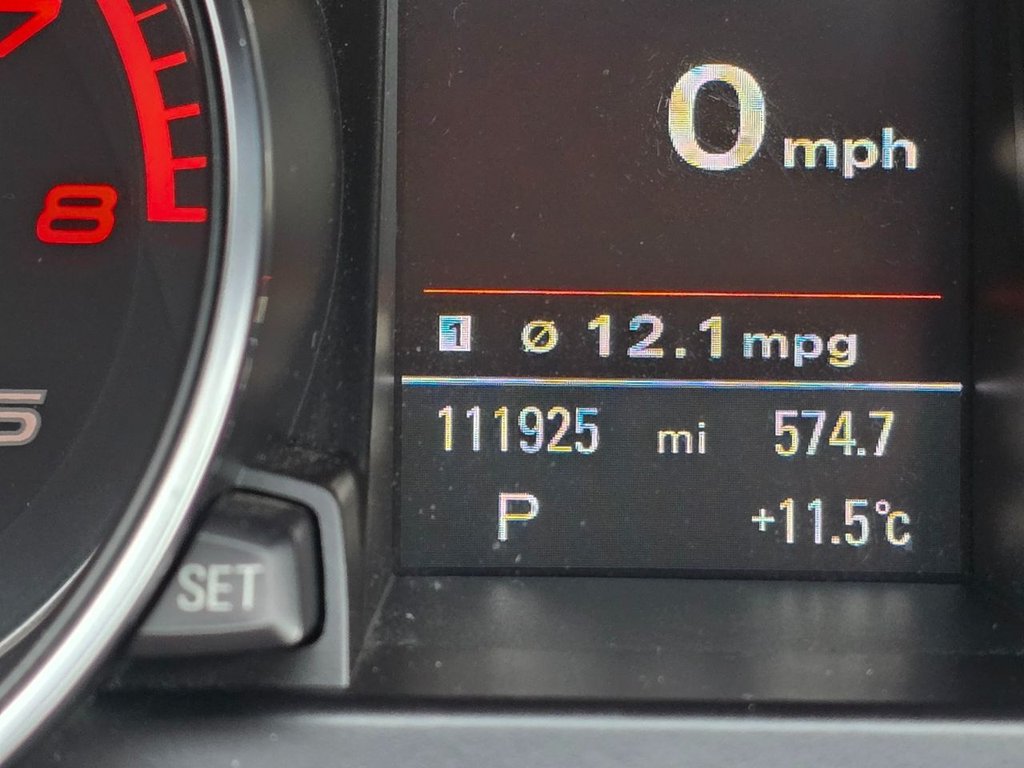 0 mph
8
1 ⌀ 12.1 mpg
111925 mi 574.7
P +11.5°C
SET